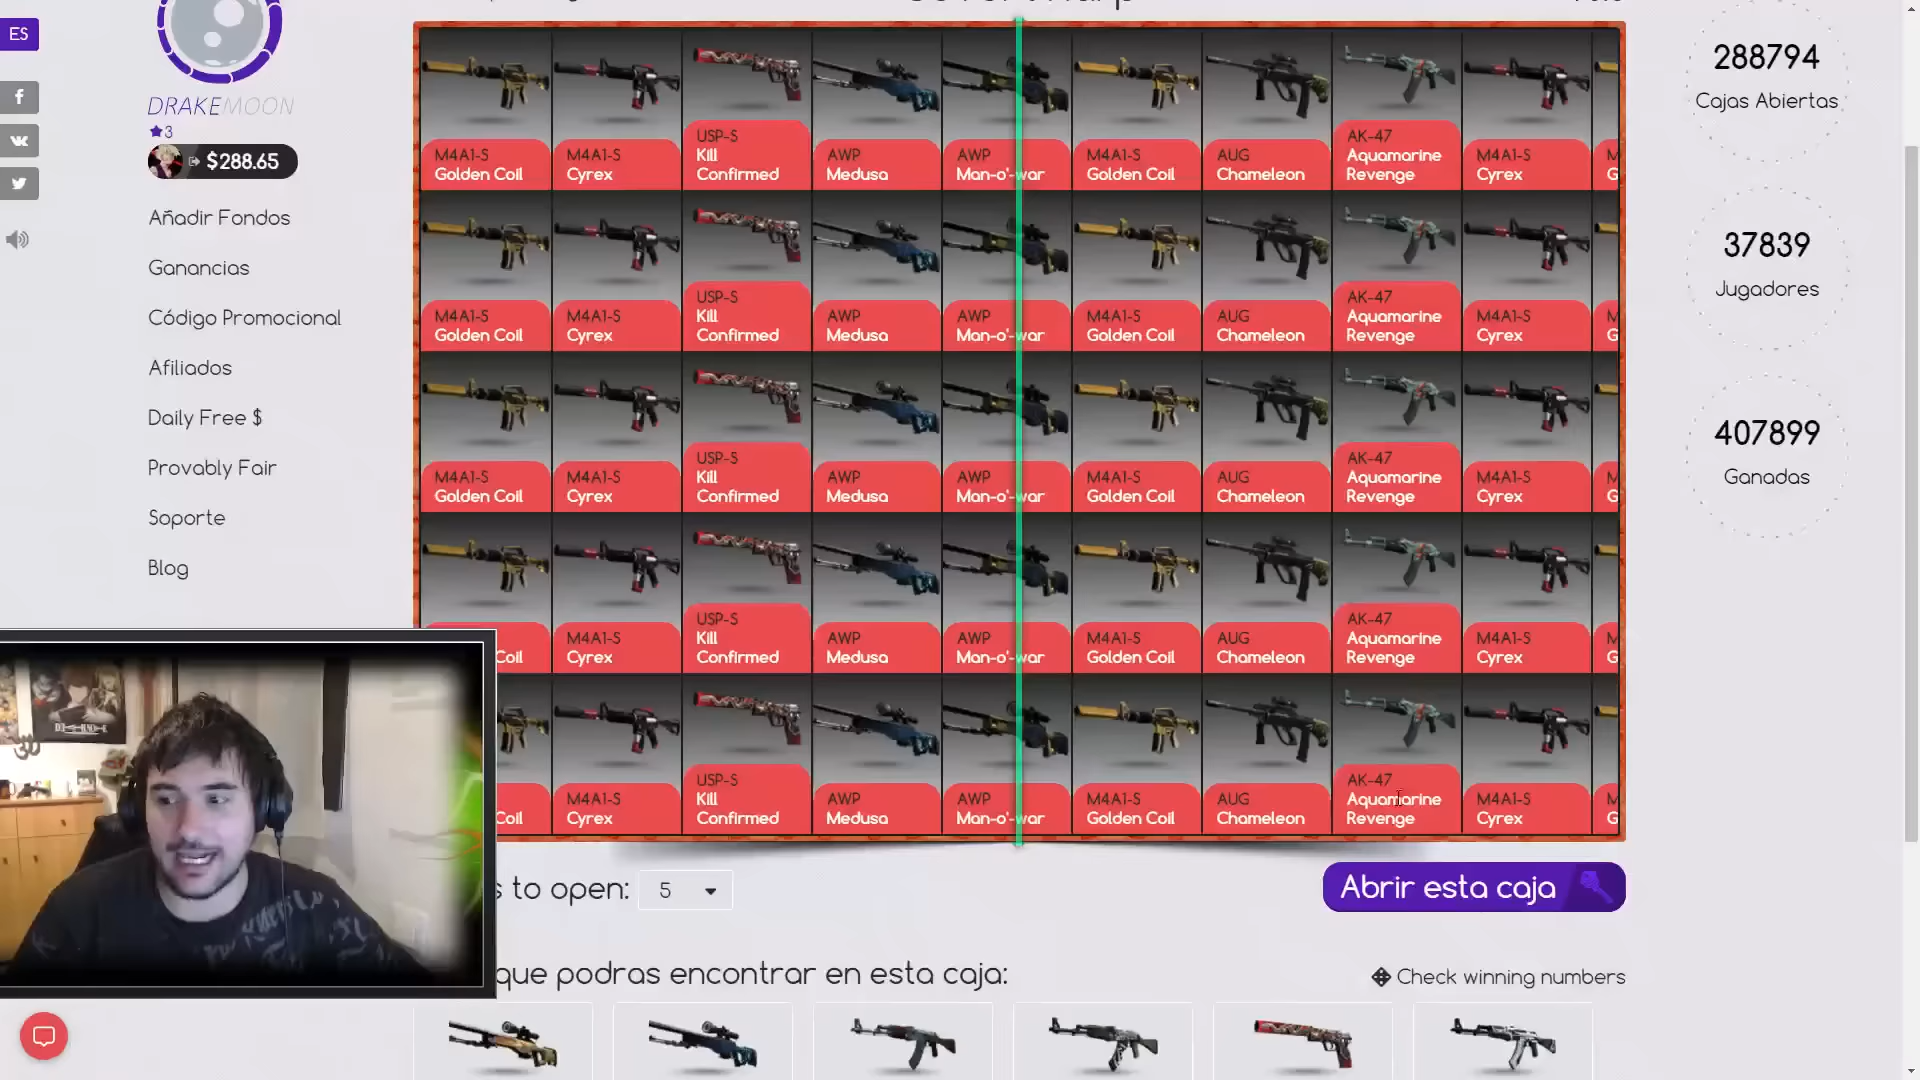 ES
DRAKEMOON
3
$288.65
Añadir Fondos
Ganancias
Código Promocional
Afiliados
Daily Free $
Provably Fair
Soporte
Blog
M4A1-S
Golden Coil
M4A1-S
Cyrex
USP-S
Kill
Confirmed
AWP
Medusa
AWP
Man-o'-war
M4A1-S
Golden Coil
AUG
Chameleon
AK-47
Aquamarine
Revenge
M4A1-S
Cyrex
M
G
M4A1-S
Golden Coil
M4A1-S
Cyrex
USP-S
Kill
Confirmed
AWP
Medusa
AWP
Man-o'-war
M4A1-S
Golden Coil
AUG
Chameleon
AK-47
Aquamarine
Revenge
M4A1-S
Cyrex
M
G
M4A1-S
Golden Coil
M4A1-S
Cyrex
USP-S
Kill
Confirmed
AWP
Medusa
AWP
Man-o'-war
M4A1-S
Golden Coil
AUG
Chameleon
AK-47
Aquamarine
Revenge
M4A1-S
Cyrex
M
G
Coil
M4A1-S
Cyrex
USP-S
Kill
Confirmed
AWP
Medusa
AWP
Man-o'-war
M4A1-S
Golden Coil
AUG
Chameleon
AK-47
Aquamarine
Revenge
M4A1-S
Cyrex
M
G
Coil
M4A1-S
Cyrex
USP-S
Kill
Confirmed
AWP
Medusa
AWP
Man-o'-war
M4A1-S
Golden Coil
AUG
Chameleon
AK-47
Aquamarine
Revenge
M4A1-S
Cyrex
M
G
s to open: 5
Abrir esta caja
que podras encontrar en esta caja:
Check winning numbers
288794
Cajas Abiertas
37839
Jugadores
407899
Ganadas